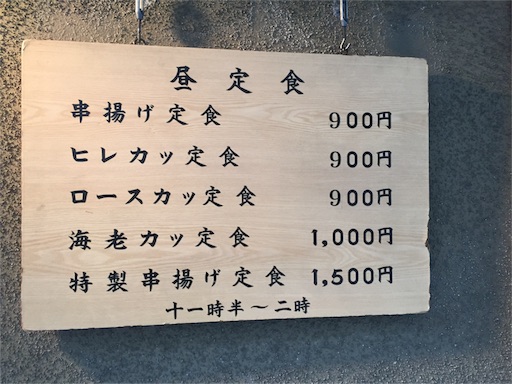 昼定食
串揚げ定食 900円
ヒレカツ定食 900円
ロースカツ定食 900円
海老カツ定食 1,000円
特製串揚げ定食 1,500円
十一時半～二時